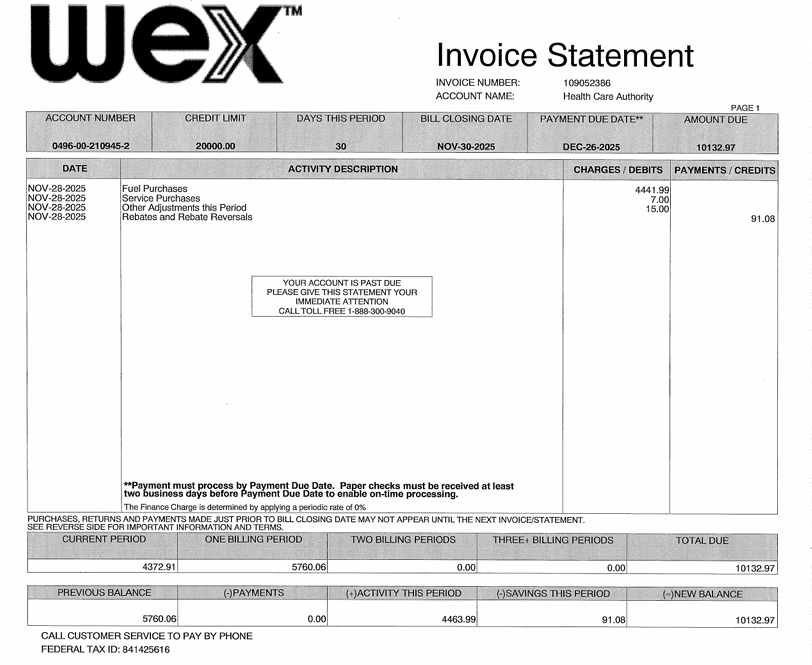 wex™
Invoice Statement
INVOICE NUMBER: 109052386
ACCOUNT NAME: Health Care Authority
PAGE 1
ACCOUNT NUMBER CREDIT LIMIT DAYS THIS PERIOD BILL CLOSING DATE PAYMENT DUE DATE** AMOUNT DUE
0496-00-210945-2 20000.00 30 NOV-30-2025 DEC-26-2025 10132.97
DATE ACTIVITY DESCRIPTION CHARGES / DEBITS PAYMENTS / CREDITS
NOV-28-2025 Fuel Purchases 4441.99
NOV-28-2025 Service Purchases 7.00
NOV-28-2025 Other Adjustments this Period 15.00
NOV-28-2025 Rebates and Rebate Reversals 91.08
YOUR ACCOUNT IS PAST DUE
PLEASE GIVE THIS STATEMENT YOUR
IMMEDIATE ATTENTION
CALL TOLL FREE 1-888-300-9040
**Payment must process by Payment Due Date. Paper checks must be received at least
two business days before Payment Due Date to enable on-time processing.
The Finance Charge is determined by applying a periodic rate of 0%
PURCHASES, RETURNS AND PAYMENTS MADE JUST PRIOR TO BILL CLOSING DATE MAY NOT APPEAR UNTIL THE NEXT INVOICE/STATEMENT.
SEE REVERSE SIDE FOR IMPORTANT INFORMATION AND TERMS.
CURRENT PERIOD ONE BILLING PERIOD TWO BILLING PERIODS THREE+ BILLING PERIODS TOTAL DUE
4372.91 5760.06 0.00 0.00 10132.97
PREVIOUS BALANCE (-)PAYMENTS (+)ACTIVITY THIS PERIOD (-)SAVINGS THIS PERIOD (=)NEW BALANCE
5760.06 0.00 4463.99 91.08 10132.97
CALL CUSTOMER SERVICE TO PAY BY PHONE
FEDERAL TAX ID: 841425616